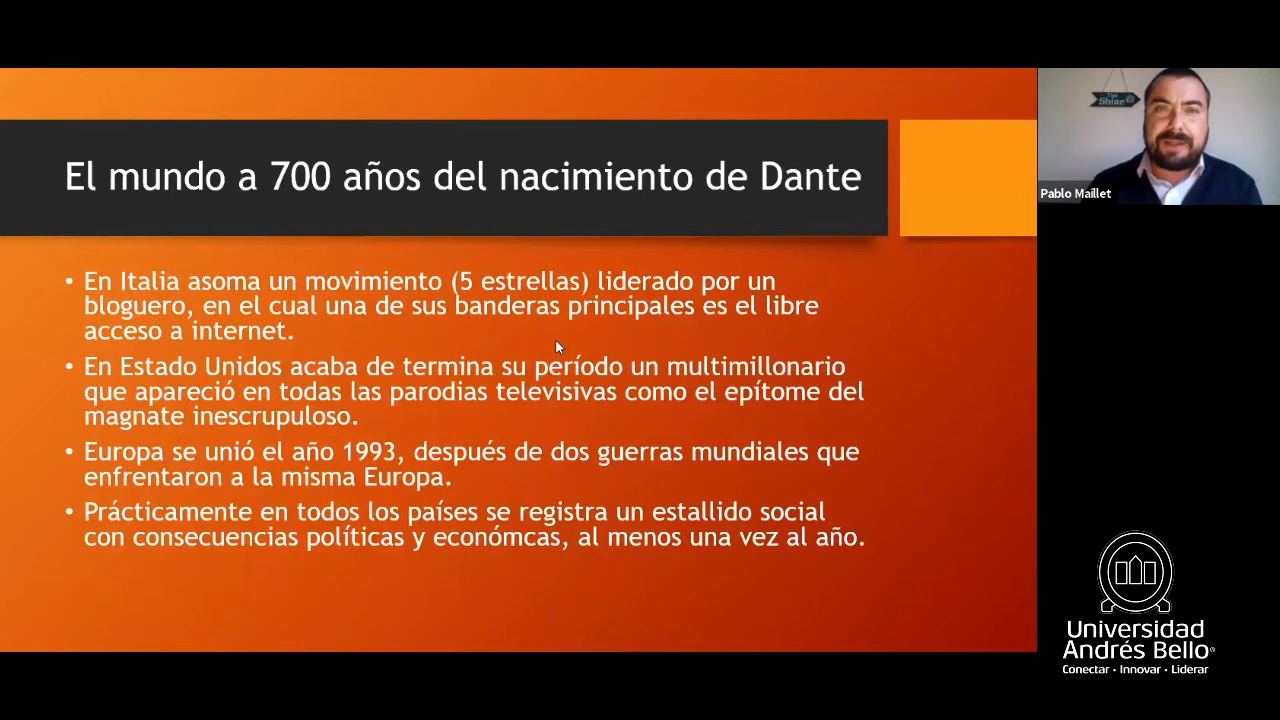 El mundo a 700 años del nacimiento de Dante
• En Italia asoma un movimiento (5 estrellas) liderado por un
bloguero, en el cual una de sus banderas principales es el libre
acceso a internet.
• En Estado Unidos acaba de termina su período un multimillonario
que apareció en todas las parodias televisivas como el epítome del
magnate inescrupuloso.
• Europa se unió el año 1993, después de dos guerras mundiales que
enfrentaron a la misma Europa.
• Prácticamente en todos los países se registra un estallido social
con consecuencias políticas y económcas, al menos una vez al año.
The
Shire
Pablo Maillet
Universidad
Andrés Bello®
Conectar • Innovar • Liderar